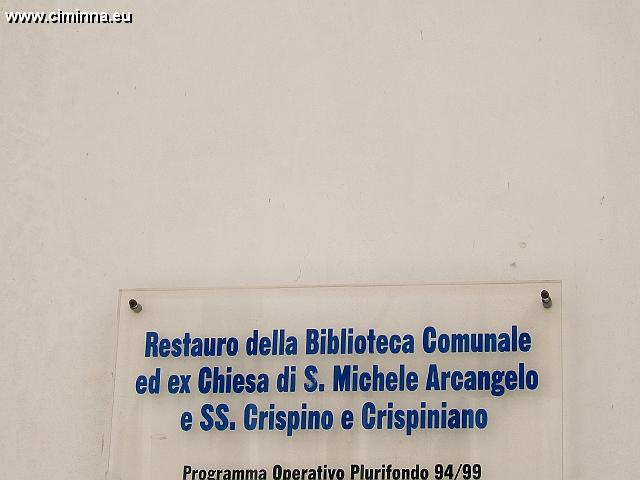 www.ciminna.eu
Restauro della Biblioteca Comunale
ed ex Chiesa di S. Michele Arcangelo
e SS. Crispino e Crispiniano
Programma Operativo Plurifondo 94/99